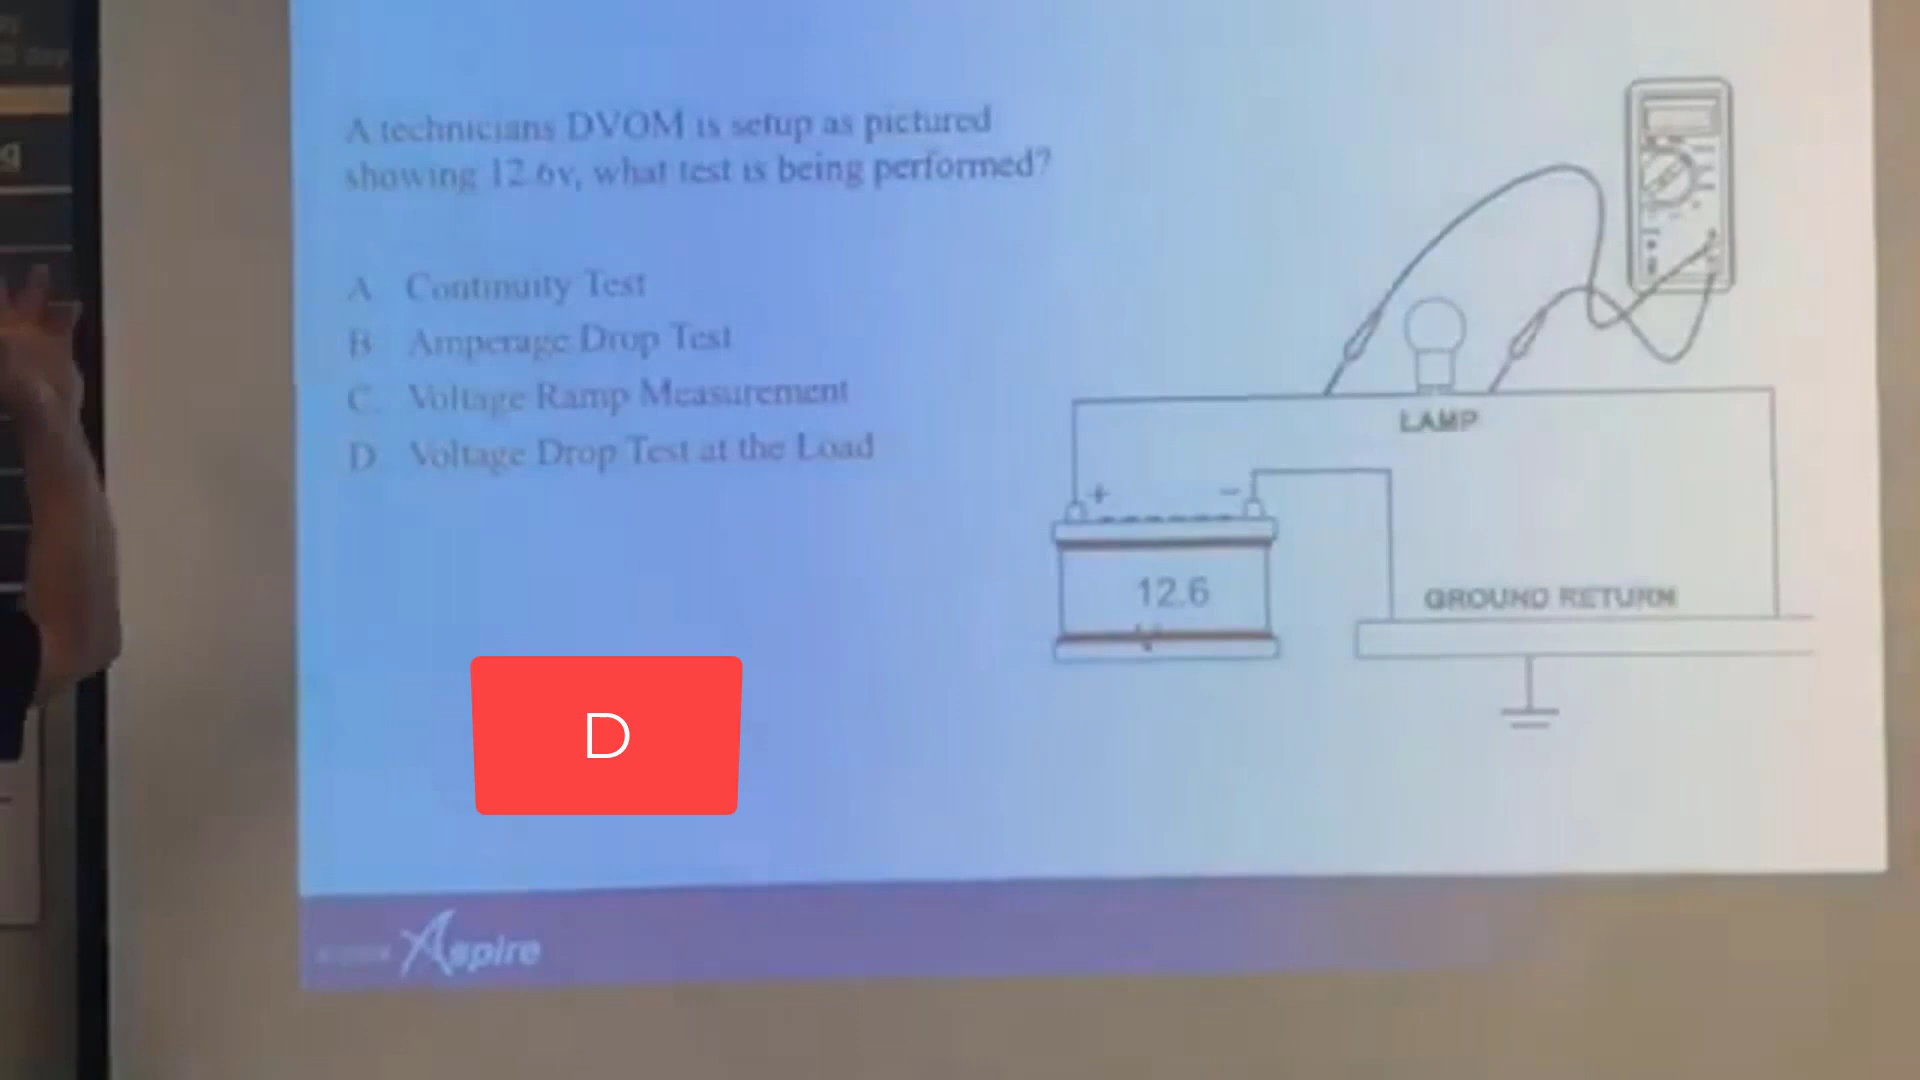 A technicians DVOM is setup as pictured
showing 12.6v, what test is being performed?
A Continuity Test
B Amperage Drop Test
C. Voltage Ramp Measurement
D Voltage Drop Test at the Load
LAMP
+ −
12.6
V
GROUND RETURN
D
Aspire
g